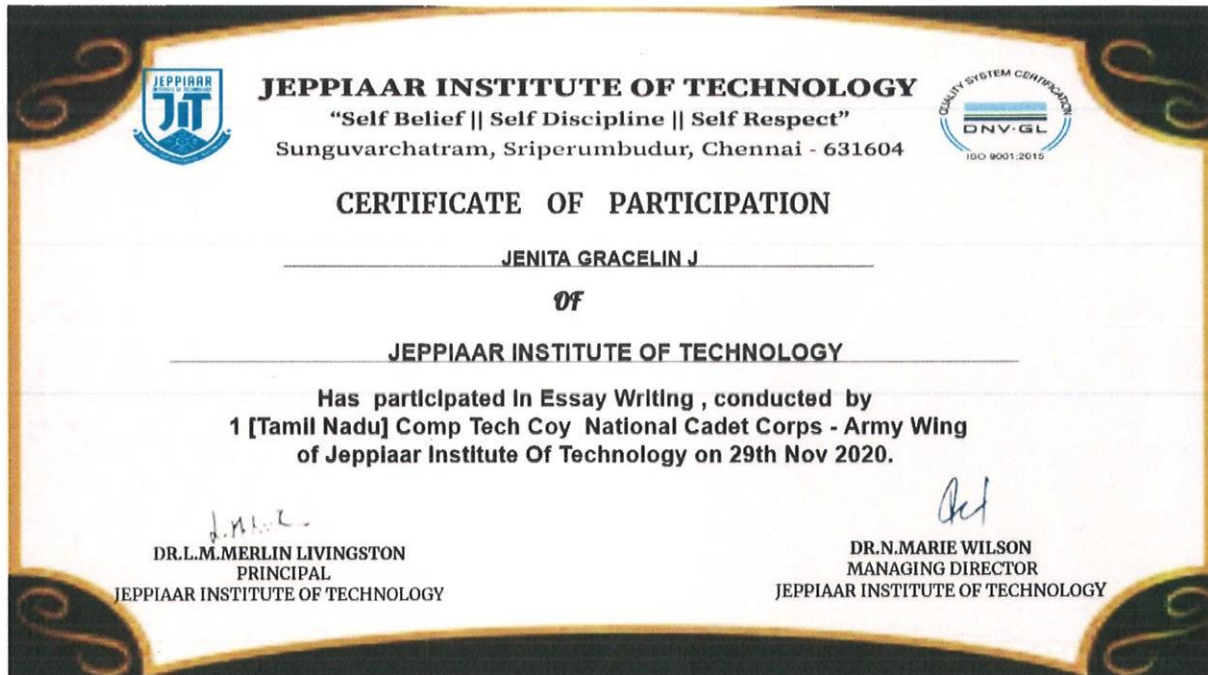 JEPPIAAR
INSTITUTE OF TECHNOLOGY
JIT
JEPPIAAR INSTITUTE OF TECHNOLOGY
“Self Belief || Self Discipline || Self Respect”
Sunguvarchatram, Sriperumbudur, Chennai - 631604
QUALITY SYSTEM CERTIFICATION
DNV·GL
ISO 9001:2015
CERTIFICATE OF PARTICIPATION
JENITA GRACELIN J
OF
JEPPIAAR INSTITUTE OF TECHNOLOGY
Has participated in Essay Writing , conducted by
1 [Tamil Nadu] Comp Tech Coy National Cadet Corps - Army Wing
of Jeppiaar Institute Of Technology on 29th Nov 2020.
DR.L.M.MERLIN LIVINGSTON
PRINCIPAL
JEPPIAAR INSTITUTE OF TECHNOLOGY
DR.N.MARIE WILSON
MANAGING DIRECTOR
JEPPIAAR INSTITUTE OF TECHNOLOGY